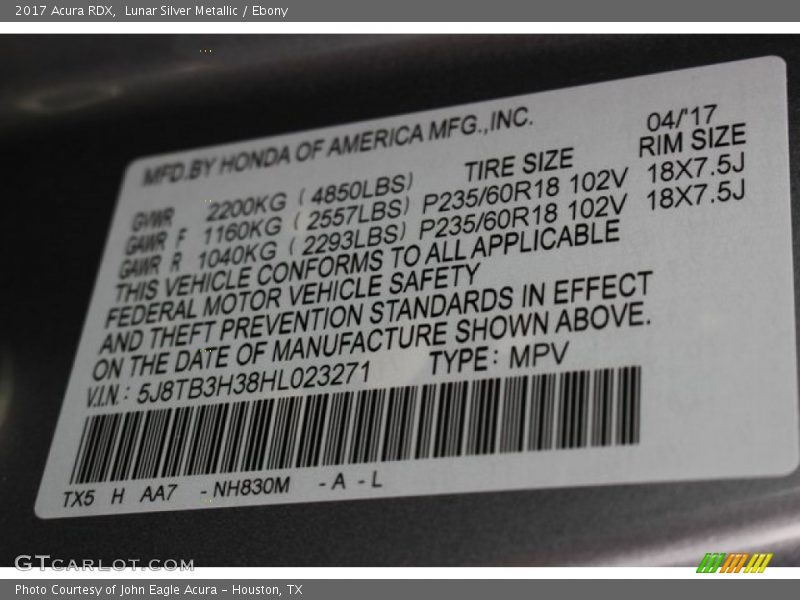 2017 Acura RDX, Lunar Silver Metallic / Ebony
MFD.BY HONDA OF AMERICA MFG.,INC. 04/'17
TIRE SIZE RIM SIZE
GVWR 2200KG ( 4850LBS)
GAWR F 1160KG ( 2557LBS) P235/60R18 102V 18X7.5J
GAWR R 1040KG ( 2293LBS) P235/60R18 102V 18X7.5J
THIS VEHICLE CONFORMS TO ALL APPLICABLE
FEDERAL MOTOR VEHICLE SAFETY
AND THEFT PREVENTION STANDARDS IN EFFECT
ON THE DATE OF MANUFACTURE SHOWN ABOVE.
V.I.N.: 5J8TB3H38HL023271 TYPE: MPV
TX5 H AA7 -NH830M -A -L
GTCARLOT.COM
Photo Courtesy of John Eagle Acura - Houston, TX